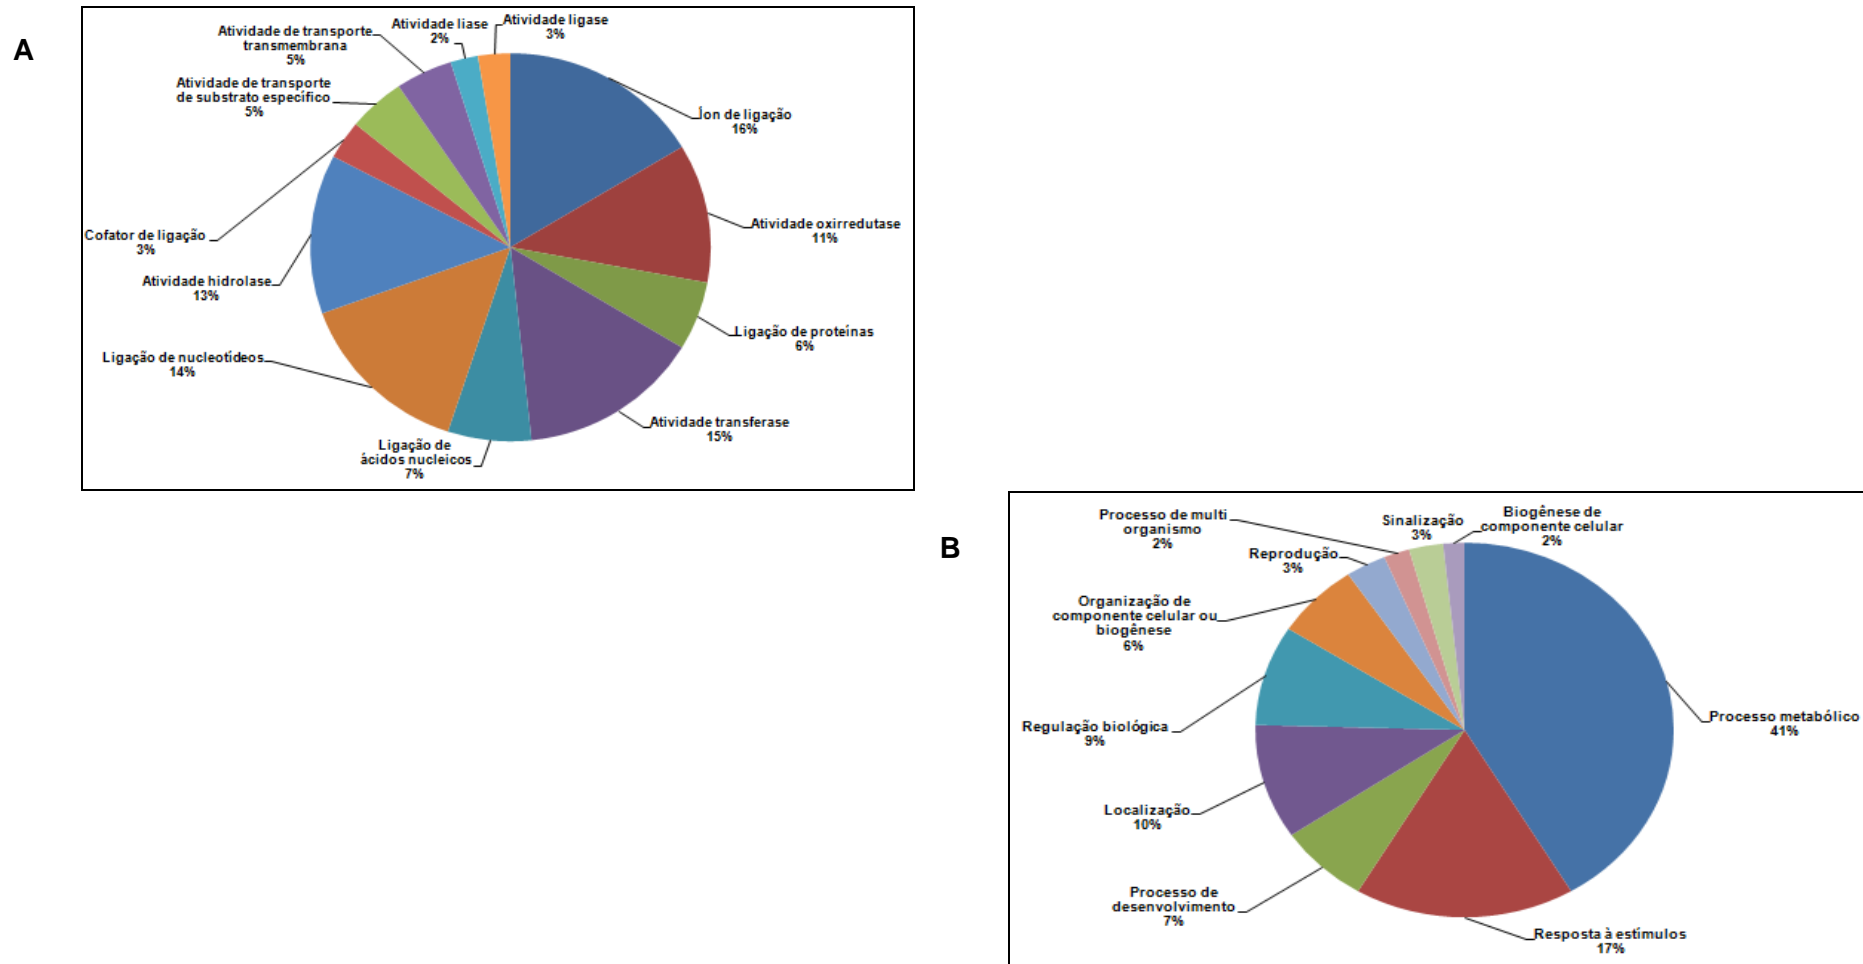 A
Atividade de transporte
transmembrana
5%
Atividade liase
2%
Atividade ligase
3%
Atividade de transporte
de substrato específico
5%
Íon de ligação
16%
Cofator de ligação
3%
Atividade oxirredutase
11%
Atividade hidrolase
13%
Ligação de proteínas
6%
Ligação de nucleotídeos
14%
Atividade transferase
15%
Ligação de
ácidos nucleicos
7%
B
Processo de multi
organismo
2%
Sinalização
3%
Biogênese de
componente celular
2%
Reprodução
3%
Organização de
componente celular ou
biogênese
6%
Regulação biológica
9%
Processo metabólico
41%
Localização
10%
Processo de
desenvolvimento
7%
Resposta à estímulos
17%